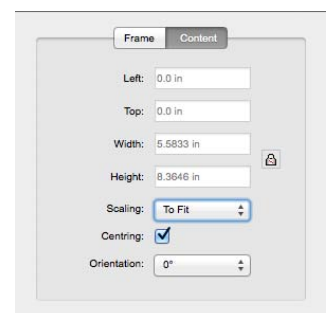 Frame Content
Left: 0.0 in
Top: 0.0 in
Width: 5.5833 in
Height: 8.3646 in
Scaling: To Fit
Centring:
Orientation: 0°